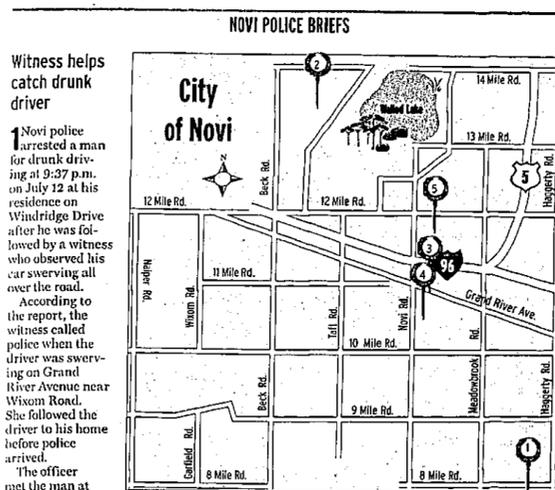 NOVI POLICE BRIEFS
Witness helps
catch drunk
driver
1 Novi police
arrested a man
for drunk driv-
ing at 9:37 p.m.
on July 12 at his
residence on
Windridge Drive
after he was fol-
lowed by a witness
who observed his
car swerving all
over the road.
According to
the report, the
witness called
police when the
driver was swerv-
ing on Grand
River Avenue near
Wixom Road.
She followed the
driver to his home
before police
arrived.
The officer
met the man at
City
of Novi
N
2
Walled Lake
14 Mile Rd.
13 Mile Rd.
Beck Rd.
5
Haggerty Rd.
5
12 Mile Rd.
12 Mile Rd.
3
96
4
Napier Rd.
11 Mile Rd.
Wixom Rd.
Taft Rd.
Novi Rd.
Grand River Ave.
10 Mile Rd.
Rd.
Meadowbrook
Beck Rd.
Haggerty Rd.
9 Mile Rd.
Garfield Rd.
1
8 Mile Rd.
8 Mile Rd.